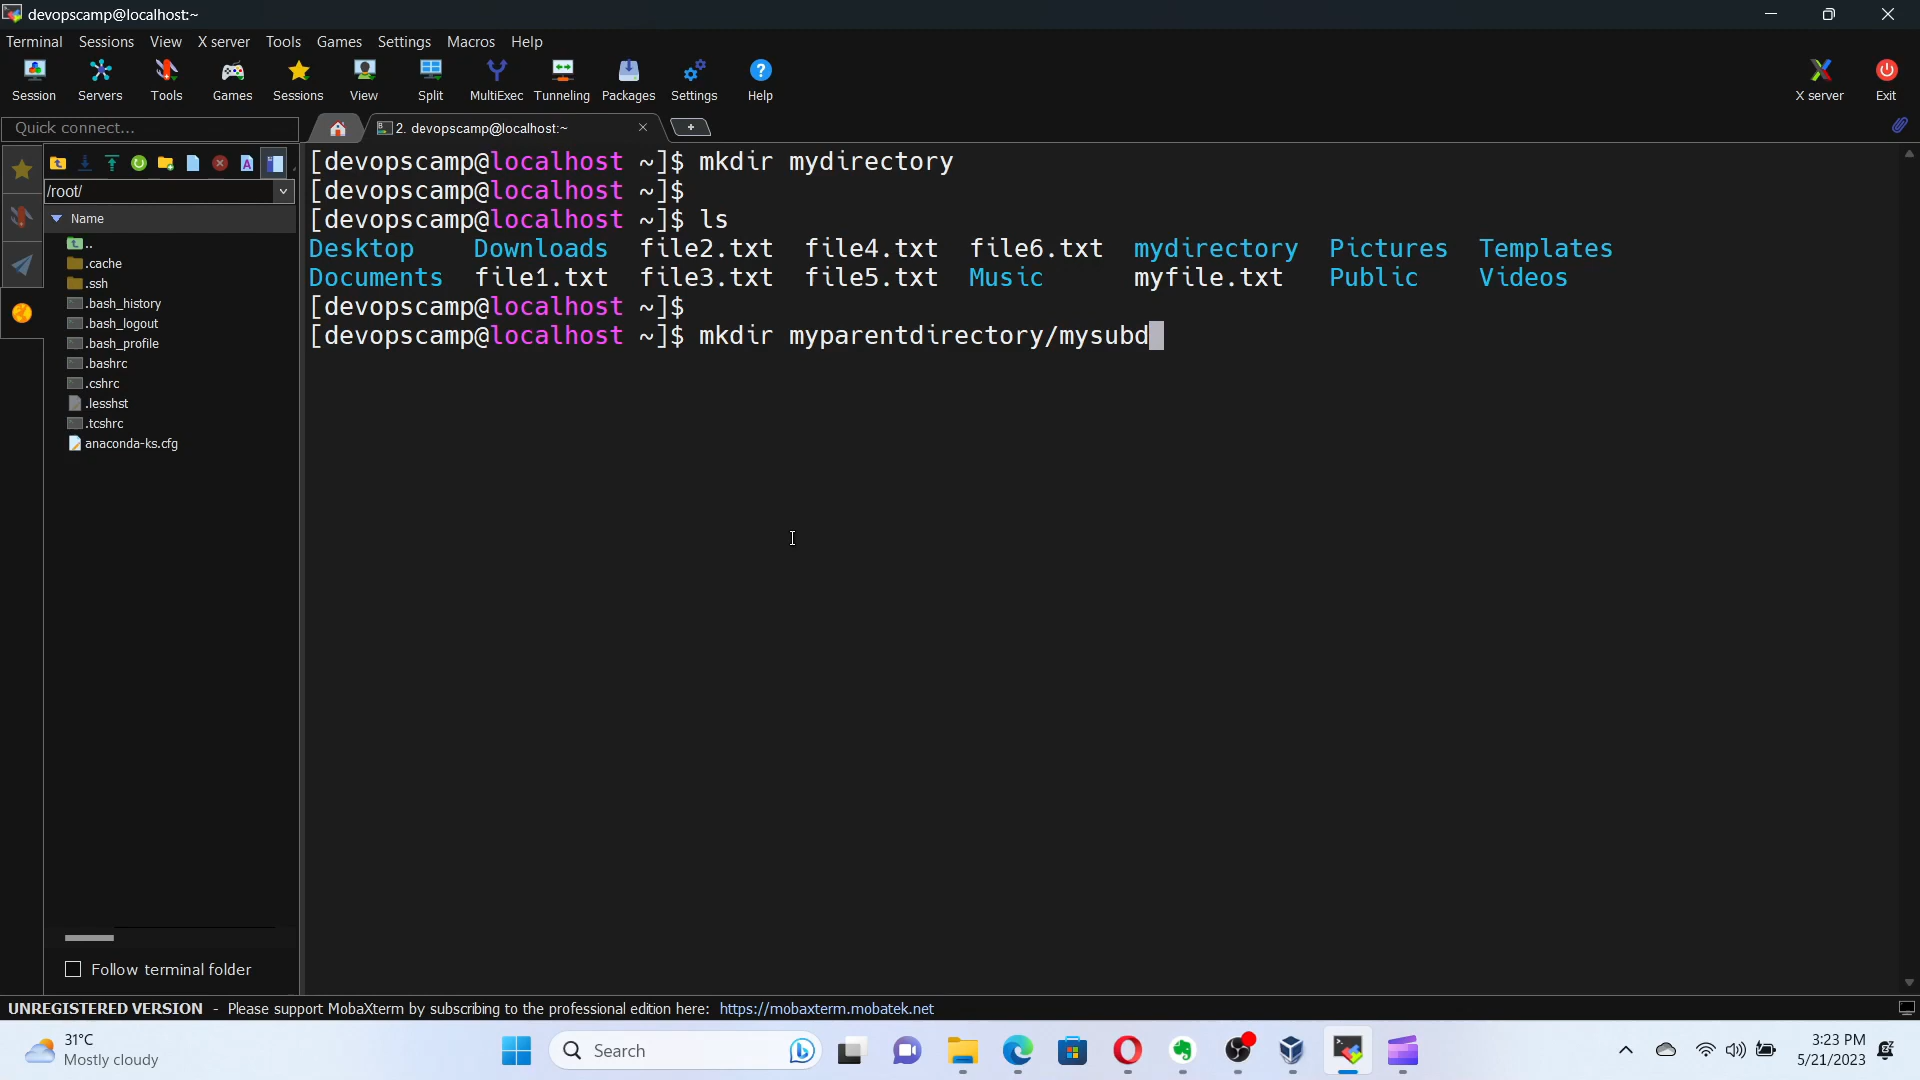 devopscamp@localhost:~
Terminal Sessions View X server Tools Games Settings Macros Help
Session Servers Tools Games Sessions View Split MultiExec Tunneling Packages Settings Help X server Exit
Quick connect...
2. devopscamp@localhost:~
/root/
Name
..
.cache
.ssh
.bash_history
.bash_logout
.bash_profile
.bashrc
.cshrc
.lesshst
.tcshrc
anaconda-ks.cfg
Follow terminal folder
[devopscamp@localhost ~]$ mkdir mydirectory
[devopscamp@localhost ~]$
[devopscamp@localhost ~]$ ls
Desktop Downloads file2.txt file4.txt file6.txt mydirectory Pictures Templates
Documents file1.txt file3.txt file5.txt Music myfile.txt Public Videos
[devopscamp@localhost ~]$
[devopscamp@localhost ~]$ mkdir myparentdirectory/mysubd
UNREGISTERED VERSION - Please support MobaXterm by subscribing to the professional edition here: https://mobaxterm.mobatek.net
31°C
Mostly cloudy
Search
3:23 PM
5/21/2023